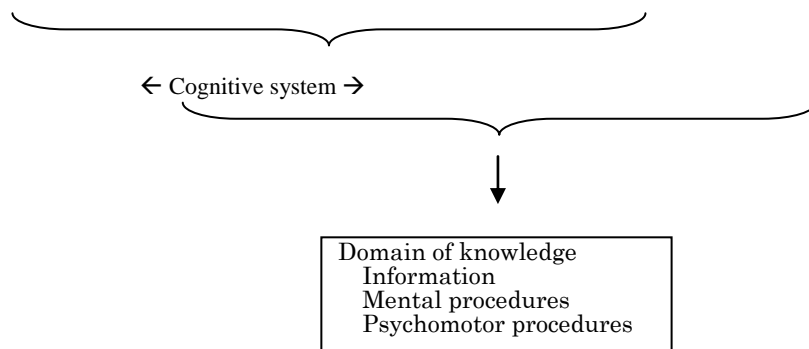 ← Cognitive system →
Domain of knowledge
Information
Mental procedures
Psychomotor procedures